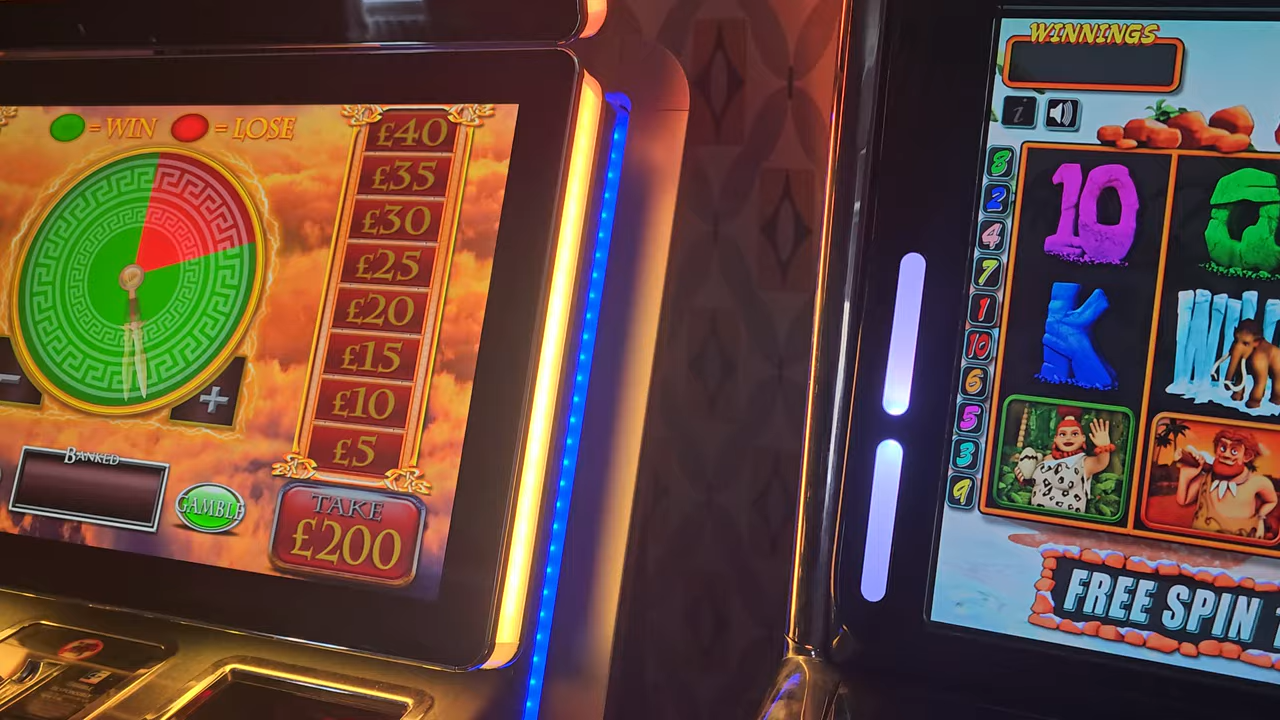 = WIN = LOSE
£40
£35
£30
£25
£20
£15
£10
£5
- +
BANKED
GAMBLE
TAKE
£200
WINNINGS
i
8
2
4
7
1
10
6
5
3
9
10
K
FREE SPIN